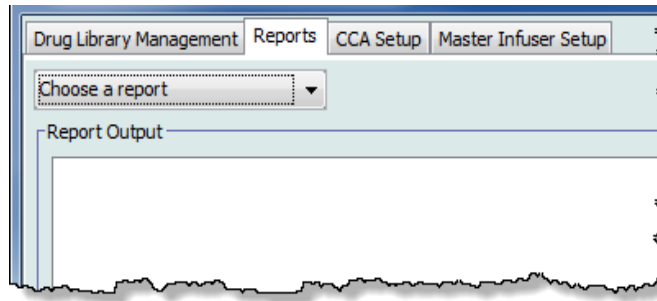 Drug Library Management Reports CCA Setup Master Infuser Setup
Choose a report
Report Output